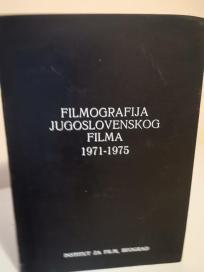 FILMOGRAFIJA
JUGOSLOVENSKOG
FILMA
1971-1975
INSTITUT ZA FILM, BEOGRAD